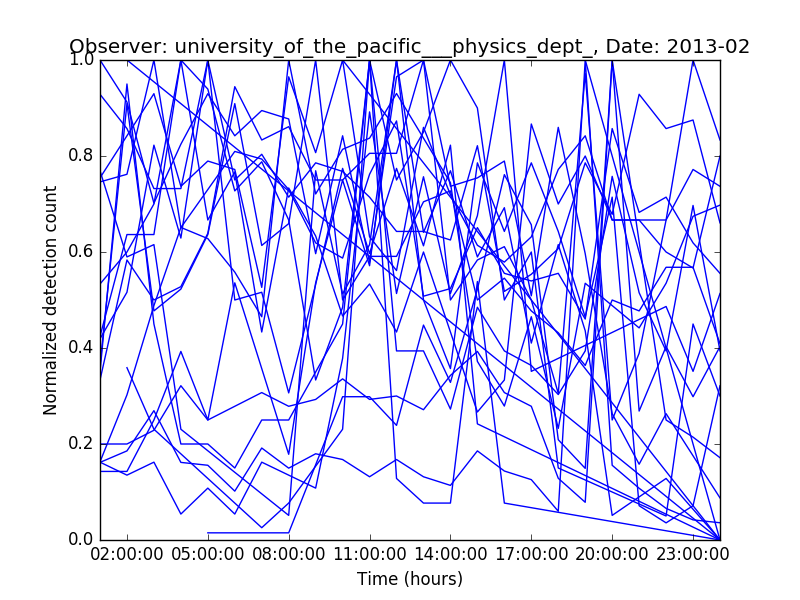 Observer: university_of_the_pacific___physics_dept_, Date: 2013-02
1.0
0.8
0.6
0.4
0.2
0.0
Normalized detection count
02:00:00 05:00:00 08:00:00 11:00:00 14:00:00 17:00:00 20:00:00 23:00:00
Time (hours)